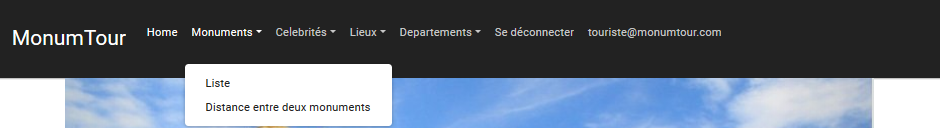 MonumTour Home Monuments Celebrités Lieux Departements Se déconnecter touriste@monumtour.com
Liste
Distance entre deux monuments